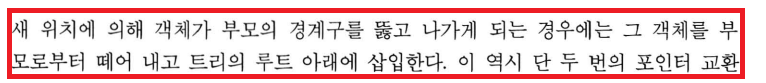 새 위치에 의해 객체가 부모의 경계구를 뚫고 나가게 되는 경우에는 그 객체를 부
모로부터 떼어 내고 트리의 루트 아래에 삽입한다. 이 역시 단 두 번의 포인터 교환